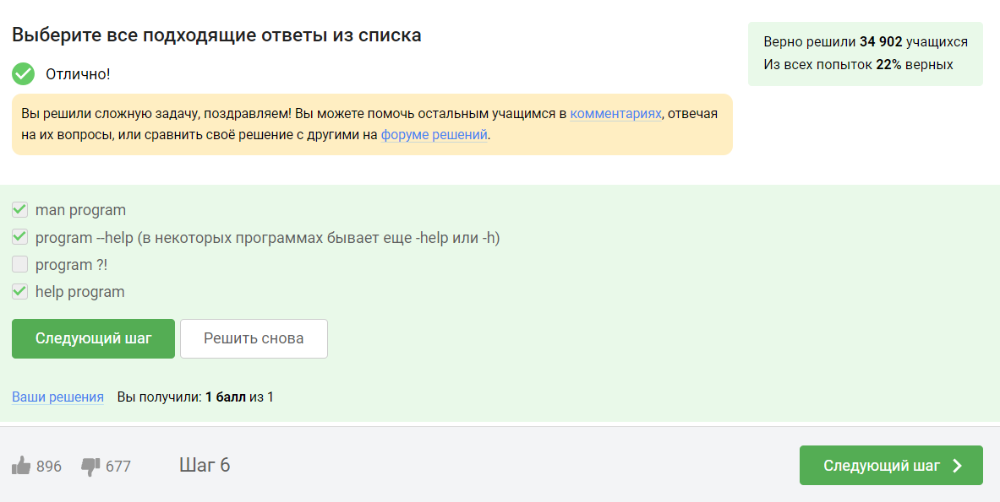 Выберите все подходящие ответы из списка
Верно решили 34 902 учащихся
Из всех попыток 22% верных
Отлично!
Вы решили сложную задачу, поздравляем! Вы можете помочь остальным учащимся в комментариях, отвечая
на их вопросы, или сравнить своё решение с другими на форуме решений.
man program
program --help (в некоторых программах бывает еще -help или -h)
program ?!
help program
Следующий шаг
Решить снова
Ваши решения Вы получили: 1 балл из 1
896 677 Шаг 6
Следующий шаг